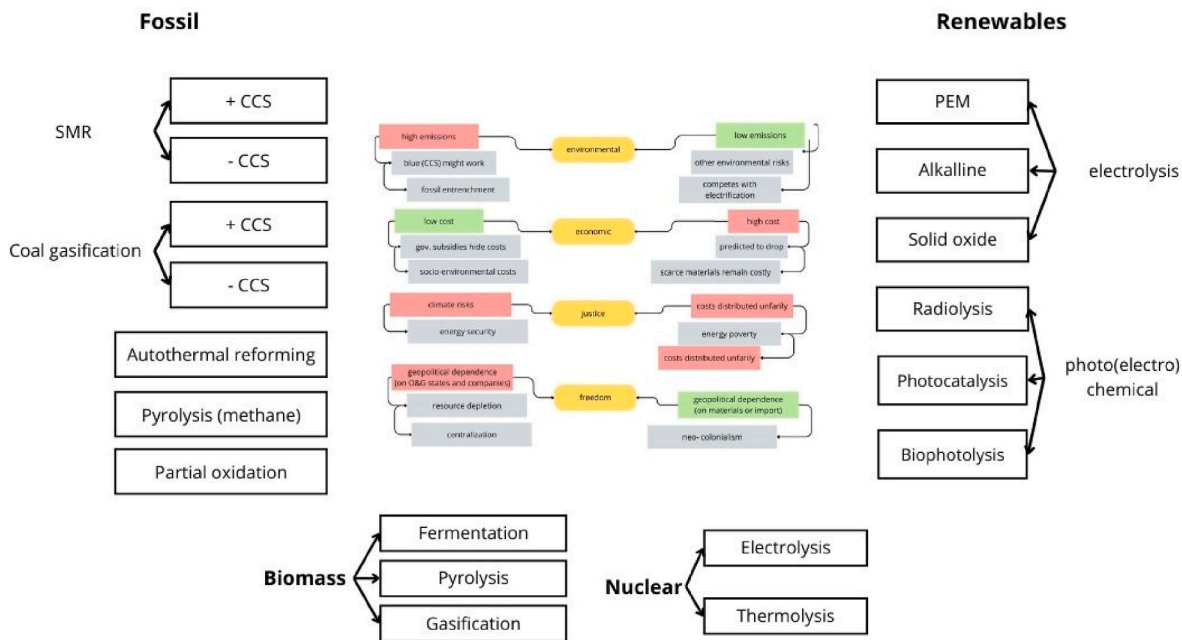 Fossil
Renewables
SMR
+ CCS
- CCS
Coal gasification
+ CCS
- CCS
Autothermal reforming
Pyrolysis (methane)
Partial oxidation
high emissions
blue (CCS) might work
fossil entrenchment
environmental
low emissions
other environmental risks
competes with
electrification
low cost
gov. subsidies hide costs
socio-environmental costs
economic
high cost
predicted to drop
scarce materials remain costly
climate risks
energy security
justice
costs distributed unfarily
energy poverty
costs distributed unfarily
geopolitical dependence
(on O&G states and companies)
resource depletion
centralization
freedom
geopolitical dependence
(on materials or import)
neo- colonialism
PEM
Alkalline
Solid oxide
electrolysis
Radiolysis
Photocatalysis
Biophotolysis
photo(electro)
chemical
Biomass
Fermentation
Pyrolysis
Gasification
Nuclear
Electrolysis
Thermolysis